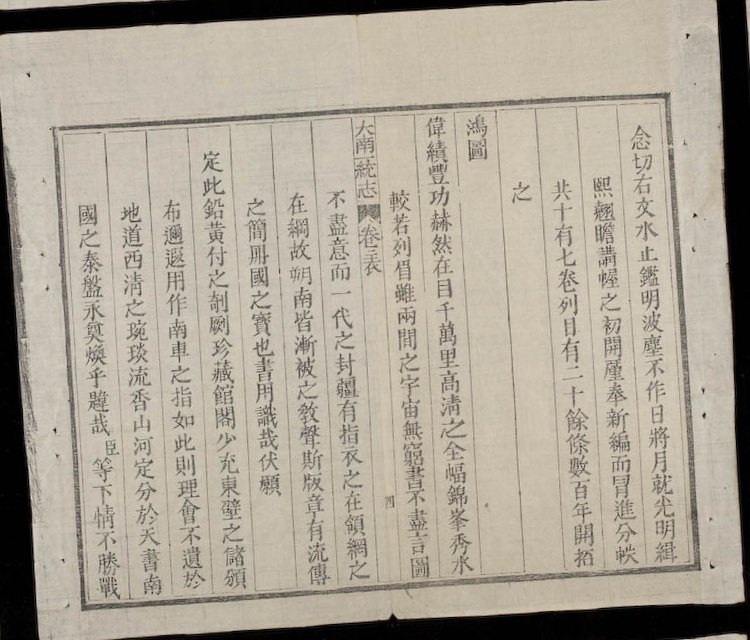 念切右文水止鑑明波塵不作日將月就光明緝
熙翹瞻講幄之初開厪奉新編而冐進分帙
共十有七卷列目有二十餘條數百年開拓
之
鴻圖
偉績豐功赫然在目千萬里高淸之全幅錦峯秀水
較若列眉雖兩間之宇宙無窮書不盡言圖
大南一統志 卷 表 四
不盡意而一代之封疆有指衣之在領綱之
在綱故朔南皆漸被之敎聲斯版章有流傳
之簡冊國之寶也書用識哉伏願
定此鉛黃付之剞劂珍藏館閣少充東壁之儲頒
布邇遐用作南車之指如此則理會不遺於
地道西淸之琬琰流香山河定分於天書南
國之泰盤永奠煥乎韙哉臣等下情不勝戰